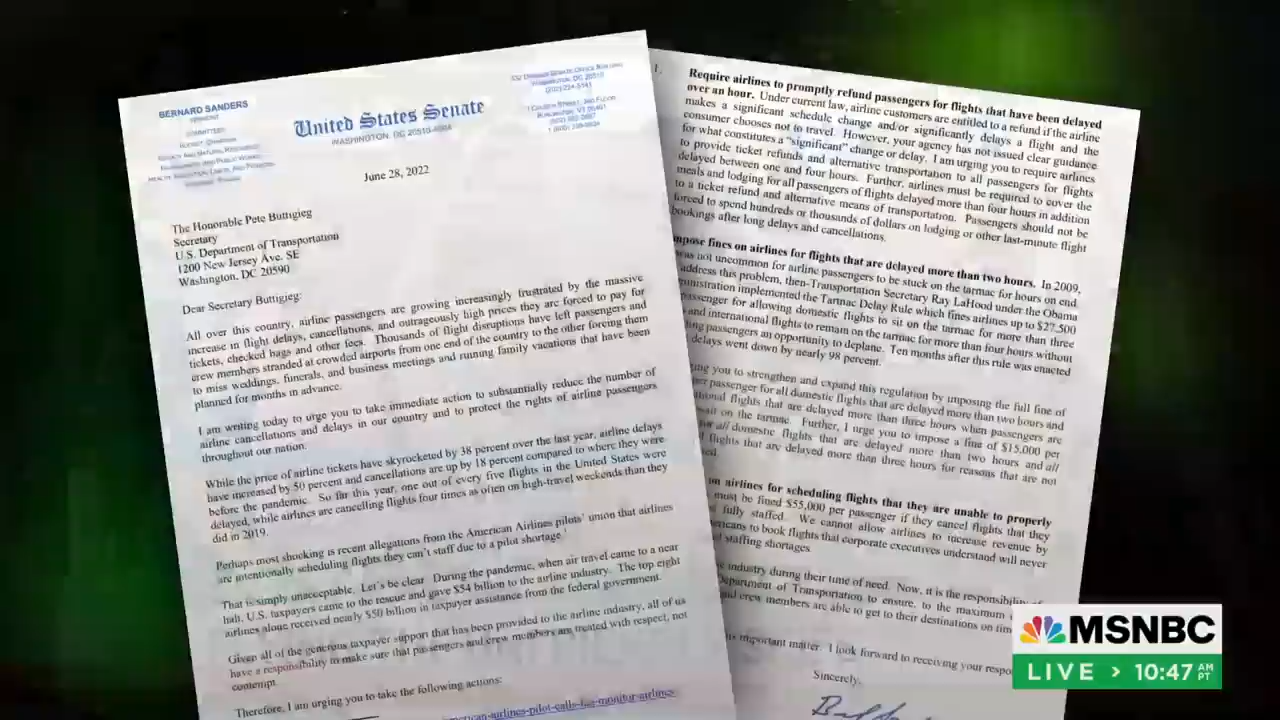 BERNARD SANDERS
VERMONT
COMMITTEES:
BUDGET, CHAIRMAN
United States Senate
WASHINGTON, DC 20510-4504
332 DIRKSEN SENATE OFFICE BUILDING
WASHINGTON, DC 20510
(202) 224-5141
June 28, 2022
The Honorable Pete Buttigieg
Secretary
U.S. Department of Transportation
1200 New Jersey Ave. SE
Washington, DC 20590
Dear Secretary Buttigieg:
All over this country, airline passengers are growing increasingly frustrated by the massive
increase in flight delays, cancellations, and outrageously high prices they are forced to pay for
tickets, checked bags and other fees. Thousands of flight disruptions have left passengers and
crew members stranded at crowded airports from one end of the country to the other forcing them
to miss weddings, funerals, and business meetings and ruining family vacations that have been
planned for months in advance.
I am writing today to urge you to take immediate action to substantially reduce the number of
airline cancellations and delays in our country and to protect the rights of airline passengers
throughout our nation.
While the price of airline tickets have skyrocketed by 38 percent over the last year, airline delays
have increased by 50 percent and cancellations are up by 18 percent compared to where they were
before the pandemic. So far this year, one out of every five flights in the United States were
delayed, while airlines are cancelling flights four times as often on high-travel weekends than they
did in 2019.
Perhaps most shocking is recent allegations from the American Airlines pilots' union that airlines
are intentionally scheduling flights they can't staff due to a pilot shortage
That is simply unacceptable. Let's be clear. During the pandemic, when air travel came to a near
halt, U.S. taxpayers came to the rescue and gave $54 billion to the airline industry. The top eight
airlines alone received nearly $50 billion in taxpayer assistance from the federal government.
Given all of the generous taxpayer support that has been provided to the airline industry, all of us
have a responsibility to make sure that passengers and crew members are treated with respect, not
contempt.
Therefore, I am urging you to take the following actions:
american-airlines-pilot-calls-faa-monitor-airlines-
1. Require airlines to promptly refund passengers for flights that have been delayed
over an hour. Under current law, airline customers are entitled to a refund if the airline
makes a significant schedule change and/or significantly delays a flight and the
consumer chooses not to travel. However, your agency has not issued clear guidance
for what constitutes a "significant" change or delay. I am urging you to require airlines
to provide ticket refunds and alternative transportation to all passengers for flights
delayed between one and four hours. Further, airlines must be required to cover the
meals and lodging for all passengers of flights delayed more than four hours in addition
to a ticket refund and alternative means of transportation. Passengers should not be
forced to spend hundreds or thousands of dollars on lodging or other last-minute flight
bookings after long delays and cancellations.
mpose fines on airlines for flights that are delayed more than two hours. In 2009,
was not uncommon for airline passengers to be stuck on the tarmac for hours on end.
address this problem, then-Transportation Secretary Ray LaHood under the Obama
ministration implemented the Tarmac Delay Rule which fines airlines up to $27,500
passenger for allowing domestic flights to sit on the tarmac for more than three
and international flights to remain on the tarmac for more than four hours without
ing passengers an opportunity to deplane. Ten months after this rule was enacted
delays went down by nearly 98 percent.
ing you to strengthen and expand this regulation by imposing the full fine of
er passenger for all domestic flights that are delayed more than two hours and
ational flights that are delayed more than three hours when passengers are
wait on the tarmac. Further, I urge you to impose a fine of $15,000 per
for all domestic flights that are delayed more than two hours and all
l flights that are delayed more than three hours for reasons that are not
ed.
on airlines for scheduling flights that they are unable to properly
must be fined $55,000 per passenger if they cancel flights that they
fully staffed. We cannot allow airlines to increase revenue by
ericans to book flights that corporate executives understand will never
staffing shortages.
industry during their time of need. Now, it is the responsibility of
Department of Transportation to ensure, to the maximum
and crew members are able to get to their destinations on tim
is important matter. I look forward to receiving your respo
Sincerely,
MSNBC
LIVE > 10:47 AM PT